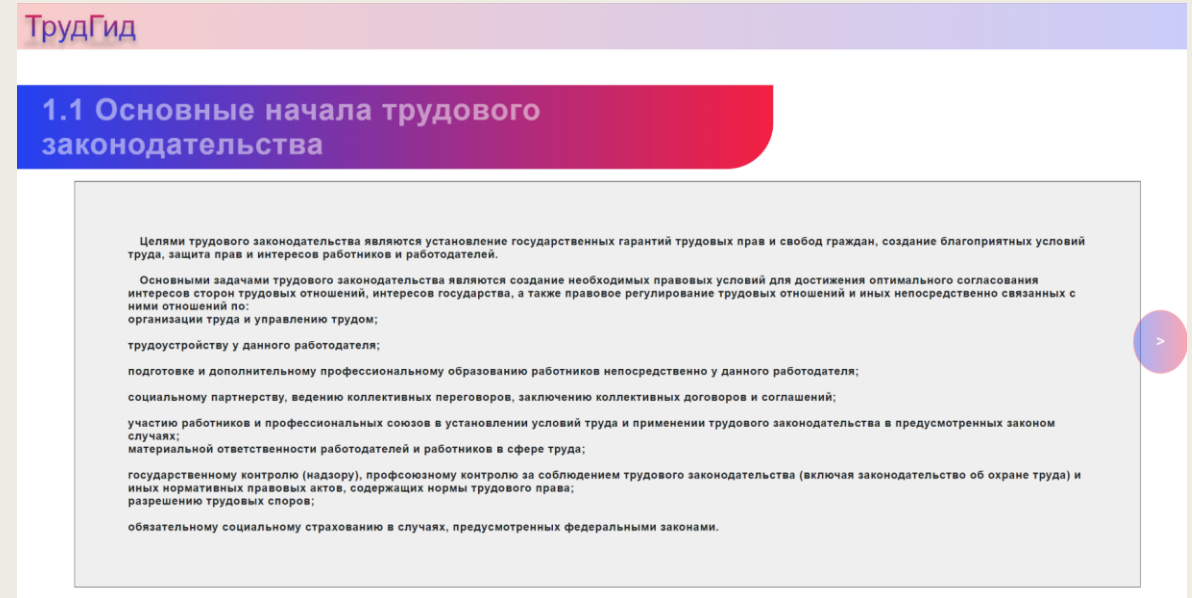 ТрудГид
1.1 Основные начала трудового
законодательства
Целями трудового законодательства являются установление государственных гарантий трудовых прав и свобод граждан, создание благоприятных условий
труда, защита прав и интересов работников и работодателей.
Основными задачами трудового законодательства являются создание необходимых правовых условий для достижения оптимального согласования
интересов сторон трудовых отношений, интересов государства, а также правовое регулирование трудовых отношений и иных непосредственно связанных с
ними отношений по:
организации труда и управлению трудом;
трудоустройству у данного работодателя;
подготовке и дополнительному профессиональному образованию работников непосредственно у данного работодателя;
социальному партнерству, ведению коллективных переговоров, заключению коллективных договоров и соглашений;
участию работников и профессиональных союзов в установлении условий труда и применении трудового законодательства в предусмотренных законом
случаях;
материальной ответственности работодателей и работников в сфере труда;
государственному контролю (надзору), профсоюзному контролю за соблюдением трудового законодательства (включая законодательство об охране труда) и
иных нормативных правовых актов, содержащих нормы трудового права;
разрешению трудовых споров;
обязательному социальному страхованию в случаях, предусмотренных федеральными законами.
>